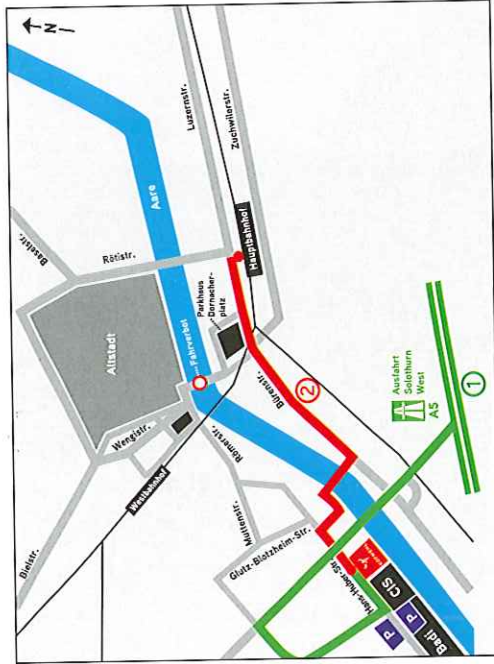 N
Luzernstr.
Zuchwilerstr.
Baselstr.
Aare
Rötistr.
Hauptbahnhof
Altstadt
Parkhaus
Dornacher-
platz
Fahrverbot
Wengistr.
Bürenstr.
2
Ausfahrt
Solothurn
West
A5
1
Westbahnhof
Römerstr.
Bielstr.
Muttenstr.
Glutz-Blotzheim-Str.
Hans-Huber-Str.
CIS
Badi
P
P